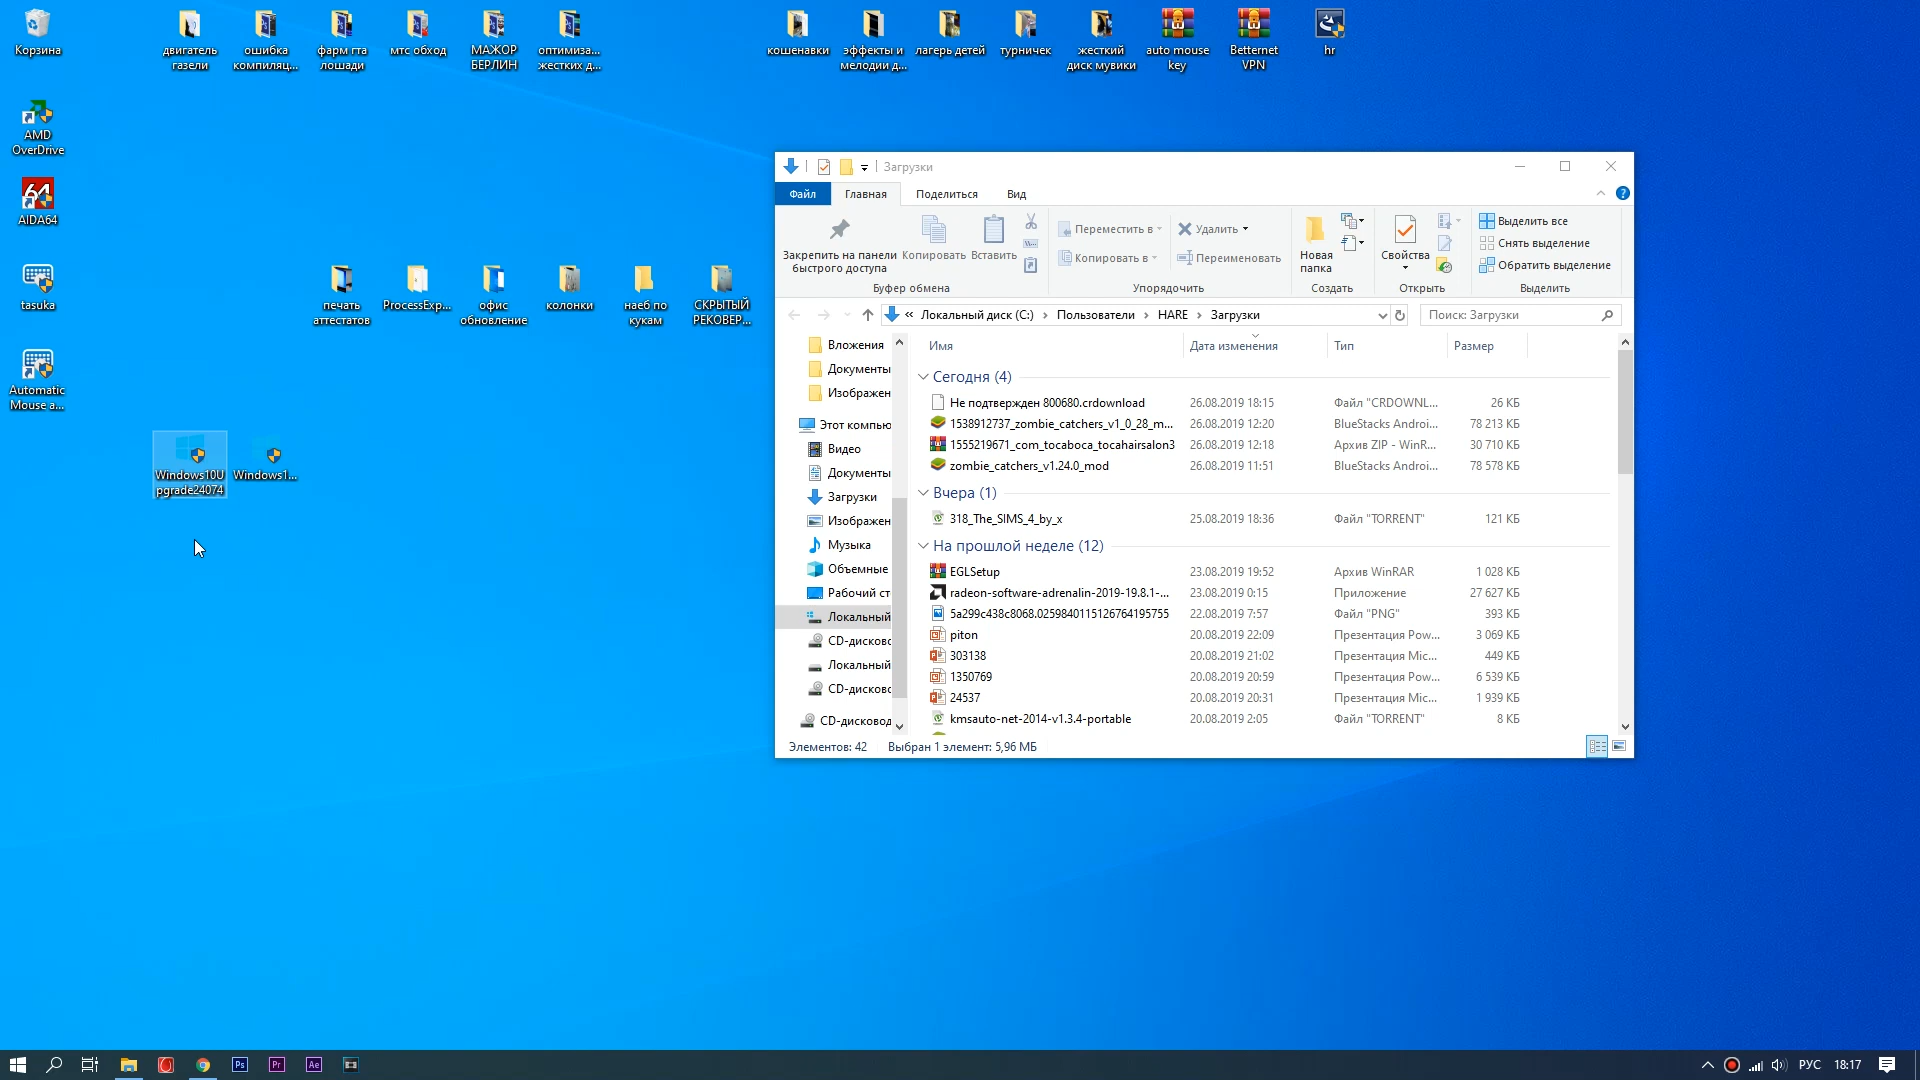 Корзина
двигатель газели
ошибка компиляц...
фарм гта лошади
мтс обход
МАЖОР БЕРЛИН
оптимиза... жестких д...
кошенавки
эффекты и мелодии д...
лагерь детей
турничек
жесткий диск мувики
auto mouse key
Betternet VPN
hr
AMD OverDrive
64
AIDA64
tasuka
печать аттестатов
ProcessExp...
офис обновление
колонки
наеб по кукам
СКРЫТЫЙ РЕКОВЕР...
Automatic Mouse a...
Windows10Upgrade24074
Windows1...
Загрузки
Файл
Главная
Поделиться
Вид
Закрепить на панели быстрого доступа
Копировать
Вставить
Переместить в
Копировать в
Удалить
Переименовать
Новая папка
Свойства
Выделить все
Снять выделение
Обратить выделение
Буфер обмена
Упорядочить
Создать
Открыть
Выделить
« Локальный диск (C:) › Пользователи › HARE › Загрузки
Поиск: Загрузки
Вложения
Документы
Изображен
Этот компью
Видео
Документы
Загрузки
Изображен
Музыка
Объемные
Рабочий ст
Локальный
CD-дисково
Локальный
CD-дисково
CD-дисковод
Имя Дата изменения Тип Размер
Сегодня (4)
Не подтвержден 800680.crdownload 26.08.2019 18:15 Файл "CRDOWNL... 26 КБ
1538912737_zombie_catchers_v1_0_28_m... 26.08.2019 12:20 BlueStacks Androi... 78 213 КБ
1555219671_com_tocaboca_tocahairsalon3 26.08.2019 12:18 Архив ZIP - WinR... 30 710 КБ
zombie_catchers_v1.24.0_mod 26.08.2019 11:51 BlueStacks Androi... 78 578 КБ
Вчера (1)
318_The_SIMS_4_by_x 25.08.2019 18:36 Файл "TORRENT" 121 КБ
На прошлой неделе (12)
EGLSetup 23.08.2019 19:52 Архив WinRAR 1 028 КБ
radeon-software-adrenalin-2019-19.8.1-... 23.08.2019 0:15 Приложение 27 627 КБ
5a299c438c8068.0259840115126764195755 22.08.2019 7:57 Файл "PNG" 393 КБ
piton 20.08.2019 22:09 Презентация Pow... 3 069 КБ
303138 20.08.2019 21:02 Презентация Mic... 449 КБ
1350769 20.08.2019 20:59 Презентация Pow... 6 539 КБ
24537 20.08.2019 20:31 Презентация Mic... 1 939 КБ
kmsauto-net-2014-v1.3.4-portable 20.08.2019 2:05 Файл "TORRENT" 8 КБ
Элементов: 42 Выбран 1 элемент: 5,96 МБ
Ps
Pr
Ae
РУС
18:17